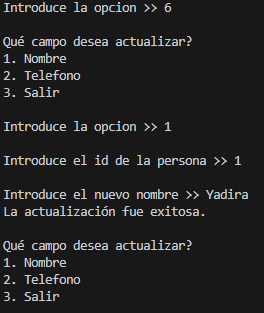 Introduce la opcion >> 6
Qué campo desea actualizar?
1. Nombre
2. Telefono
3. Salir
Introduce la opcion >> 1
Introduce el id de la persona >> 1
Introduce el nuevo nombre >> Yadira
La actualización fue exitosa.
Qué campo desea actualizar?
1. Nombre
2. Telefono
3. Salir